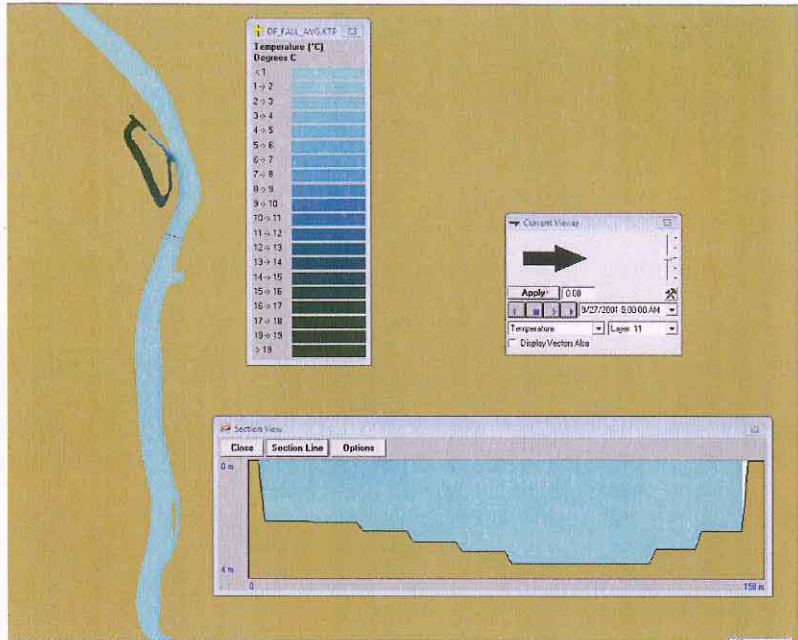 DF_FALL_AVG.KTP
Temperature (°C)
Degrees C
< 1
1 -> 2
2 -> 3
3 -> 4
4 -> 5
5 -> 6
6 -> 7
7 -> 8
8 -> 9
9 -> 10
10 -> 11
11 -> 12
12 -> 13
13 -> 14
14 -> 15
15 -> 16
16 -> 17
17 -> 18
> 19
Current Viewer
Apply
0.08
9/27/2001 9:00:00 AM
Temperature
Layer 11
Display Vectors Also
Section View
Close Section Line Options
0 m
4 m
0
150 m